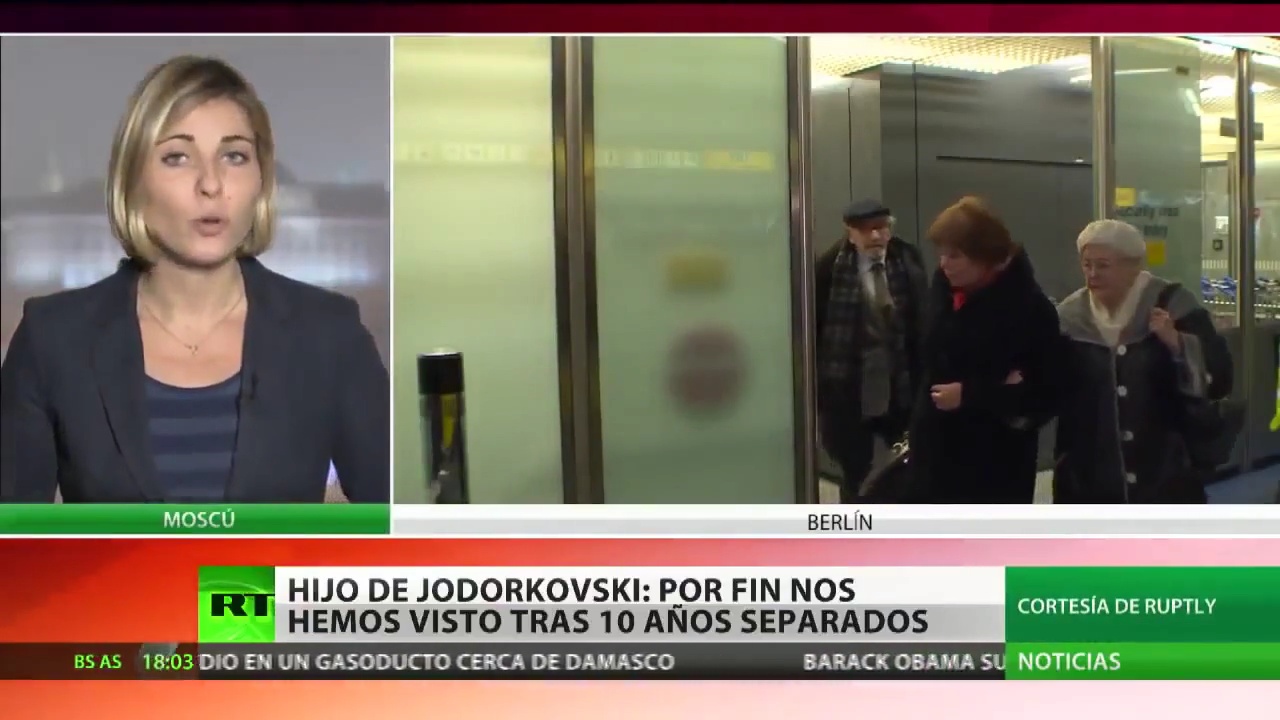 MOSCÚ
BERLÍN
RT
HIJO DE JODORKOVSKI: POR FIN NOS
HEMOS VISTO TRAS 10 AÑOS SEPARADOS
CORTESÍA DE RUPTLY
BS AS 18:03 DIO EN UN GASODUCTO CERCA DE DAMASCO BARACK OBAMA SU
NOTICIAS